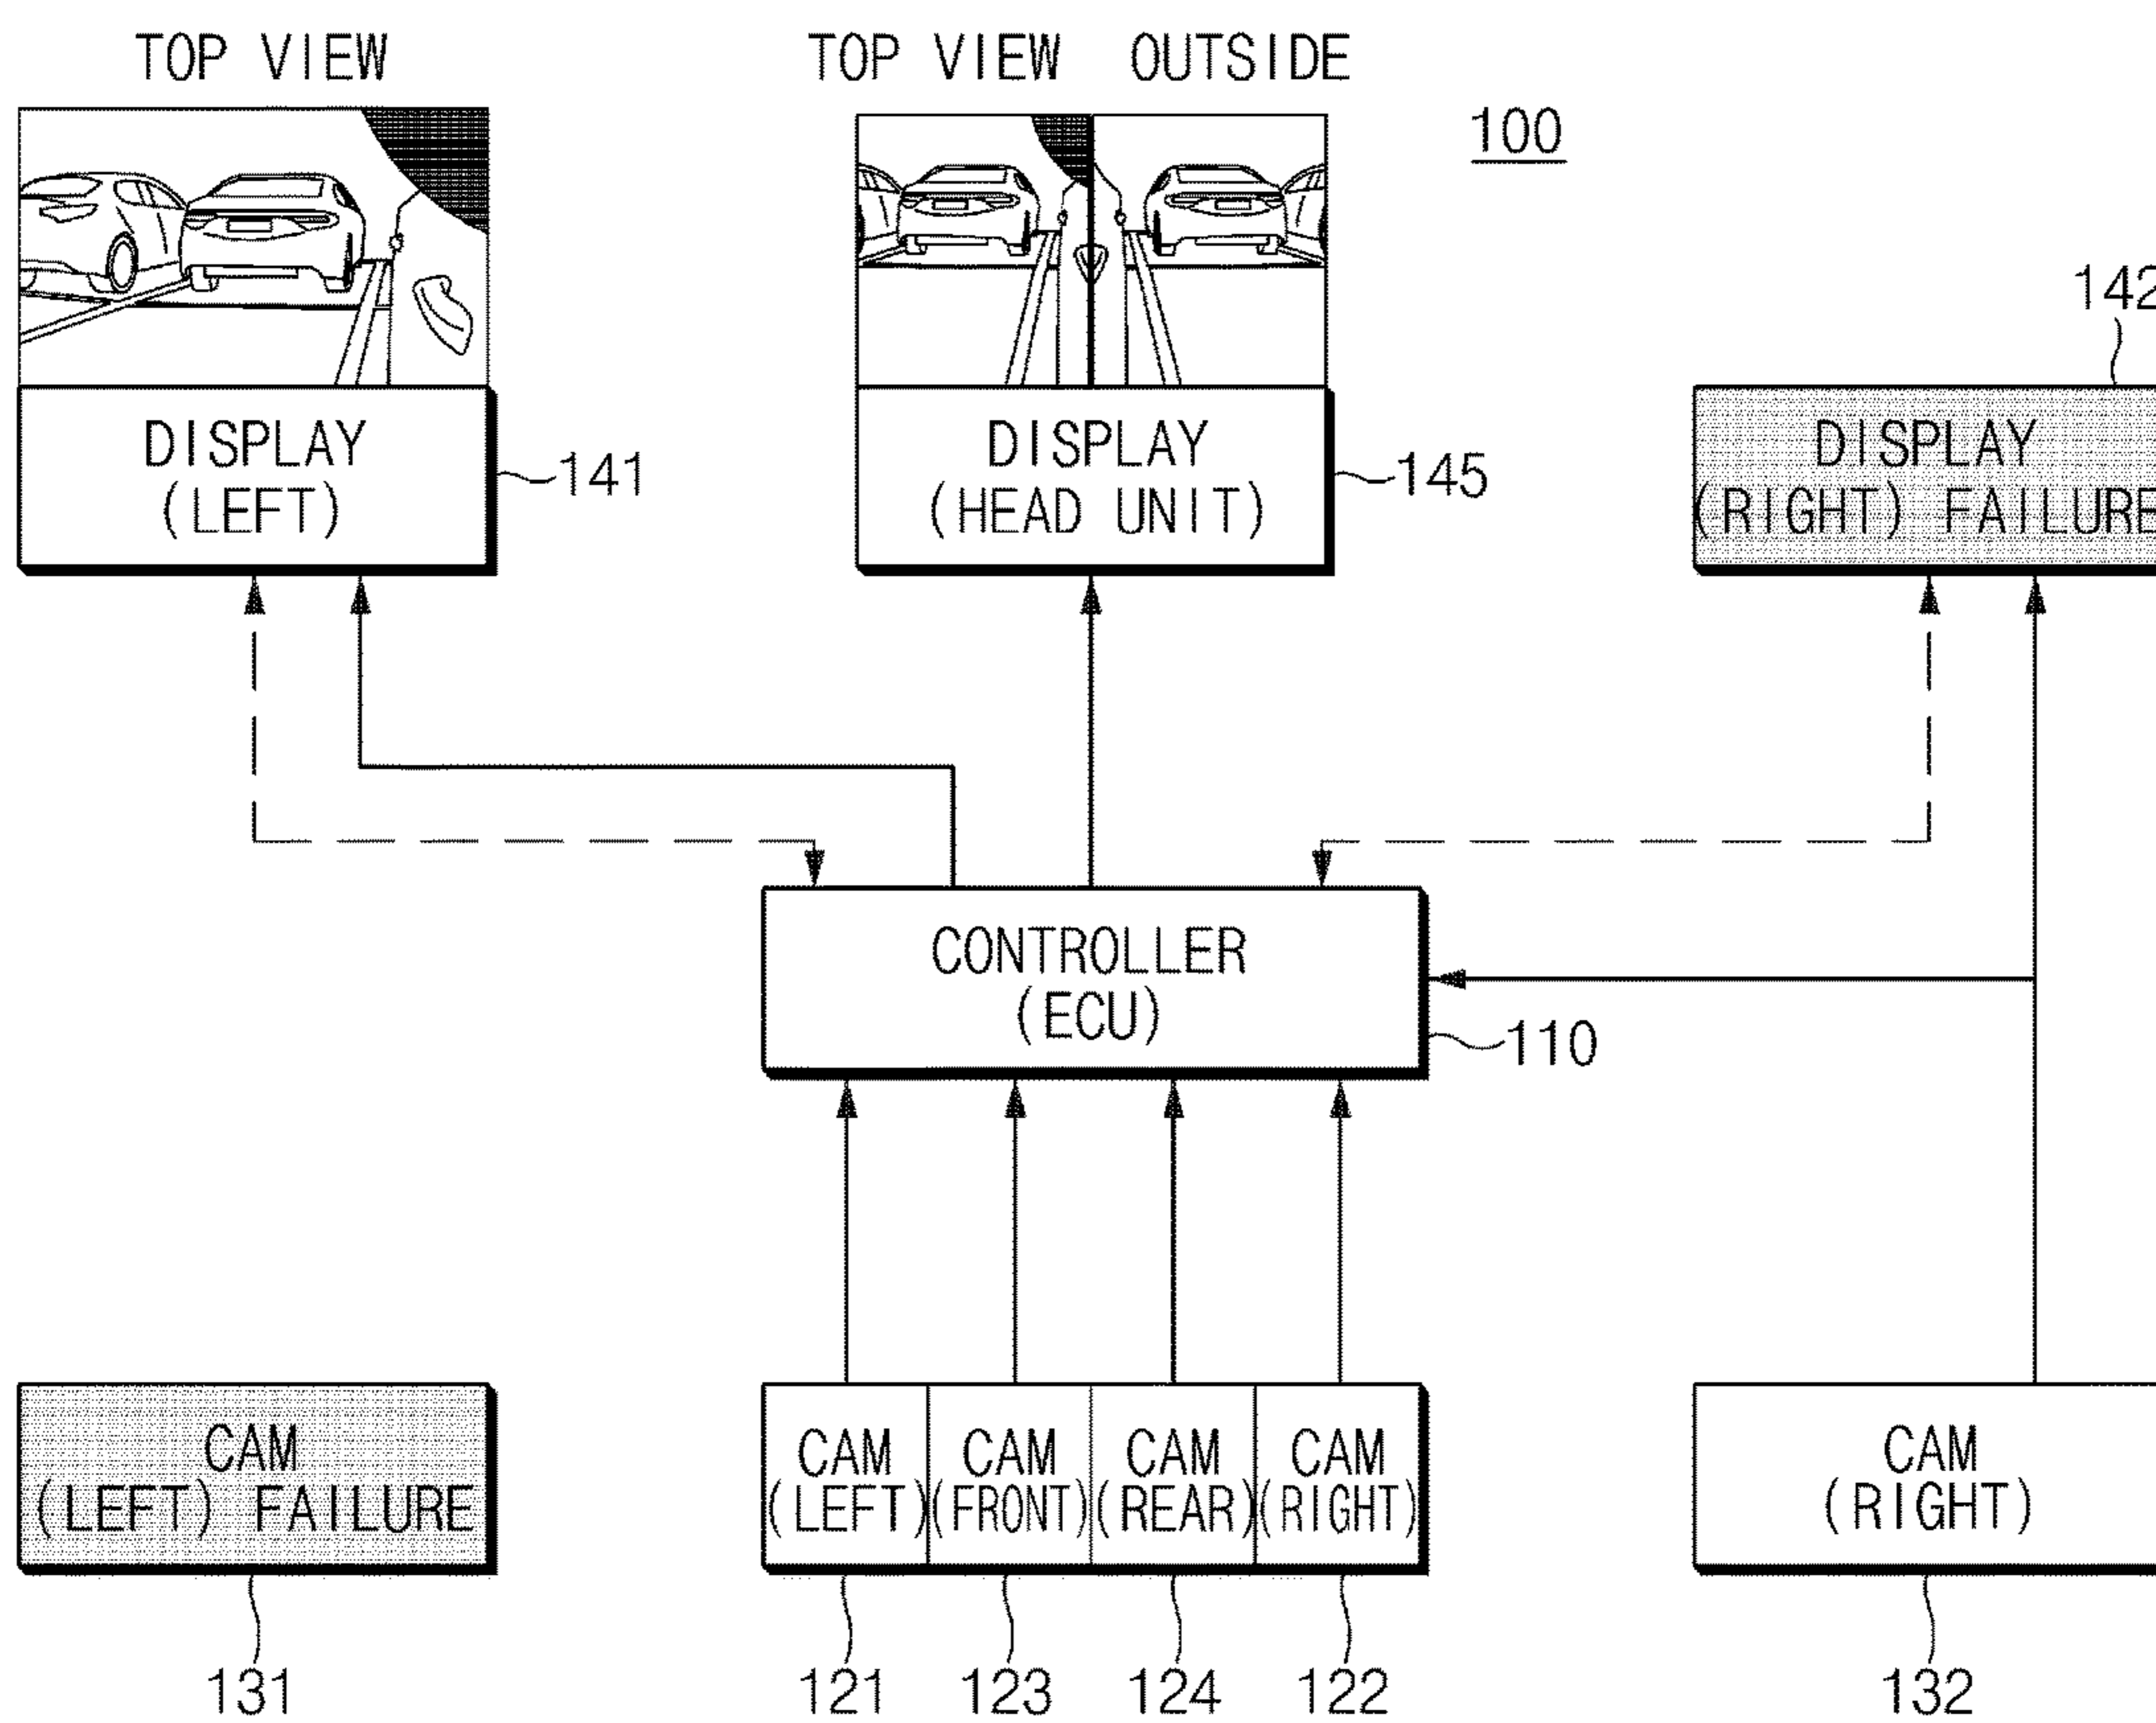 TOP VIEW
TOP VIEW OUTSIDE
100
142
DISPLAY
(LEFT)
141
DISPLAY
(HEAD UNIT)
145
DISPLAY
(RIGHT) FAILURE
CONTROLLER
(ECU)
110
CAM
(LEFT) FAILURE
CAM
(LEFT)
CAM
(FRONT)
CAM
(REAR)
CAM
(RIGHT)
CAM
(RIGHT)
131
121
123
124
122
132